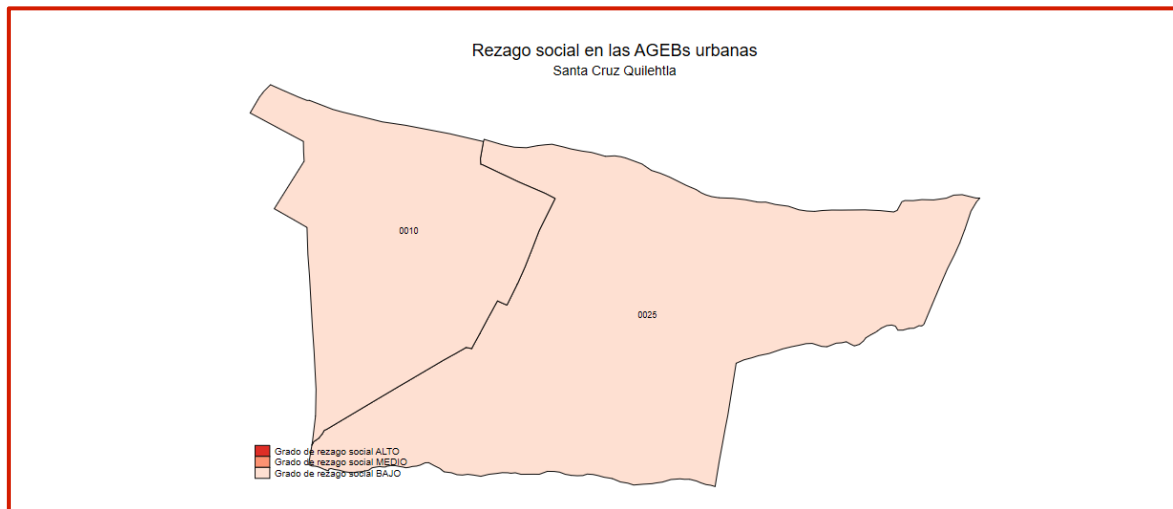 Rezago social en las AGEBs urbanas
Santa Cruz Quilehtla
0010
0025
Grado de rezago social ALTO
Grado de rezago social MEDIO
Grado de rezago social BAJO